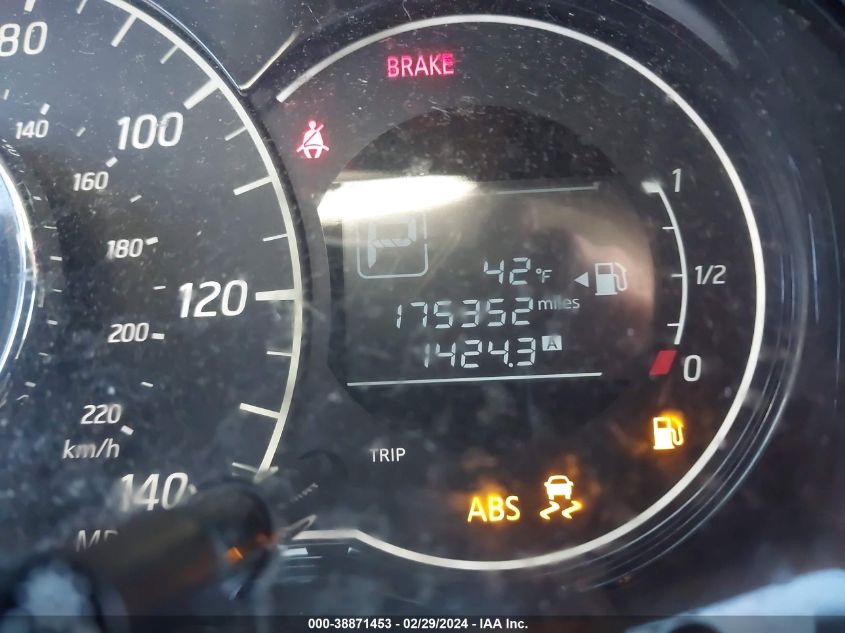 80
BRAKE
140
100
160
1
180
P
42 °F
1/2
120
175352 miles
200
1424.3 A
0
220
km/h
TRIP
140
ABS
000-38871453 / 02/29/2024 - IAA Inc.